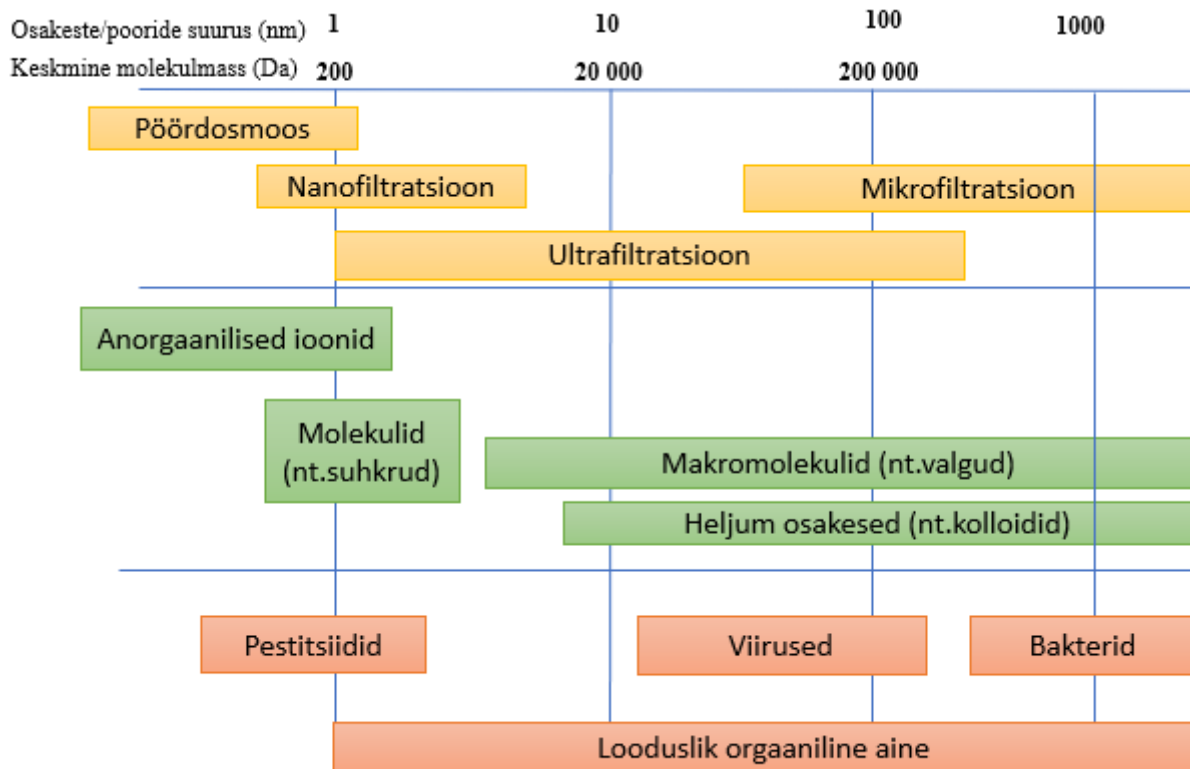 Osakeste/pooride suurus (nm) 1 10 100 1000
Keskmine molekulmass (Da) 200 20 000 200 000
Pöördosmoos
Nanofiltratsioon Mikrofiltratsioon
Ultrafiltratsioon
Anorgaanilised ioonid
Molekulid
(nt.suhkrud)
Makromolekulid (nt.valgud)
Heljum osakesed (nt.kolloidid)
Pestitsiidid Viirused Bakterid
Looduslik orgaaniline aine